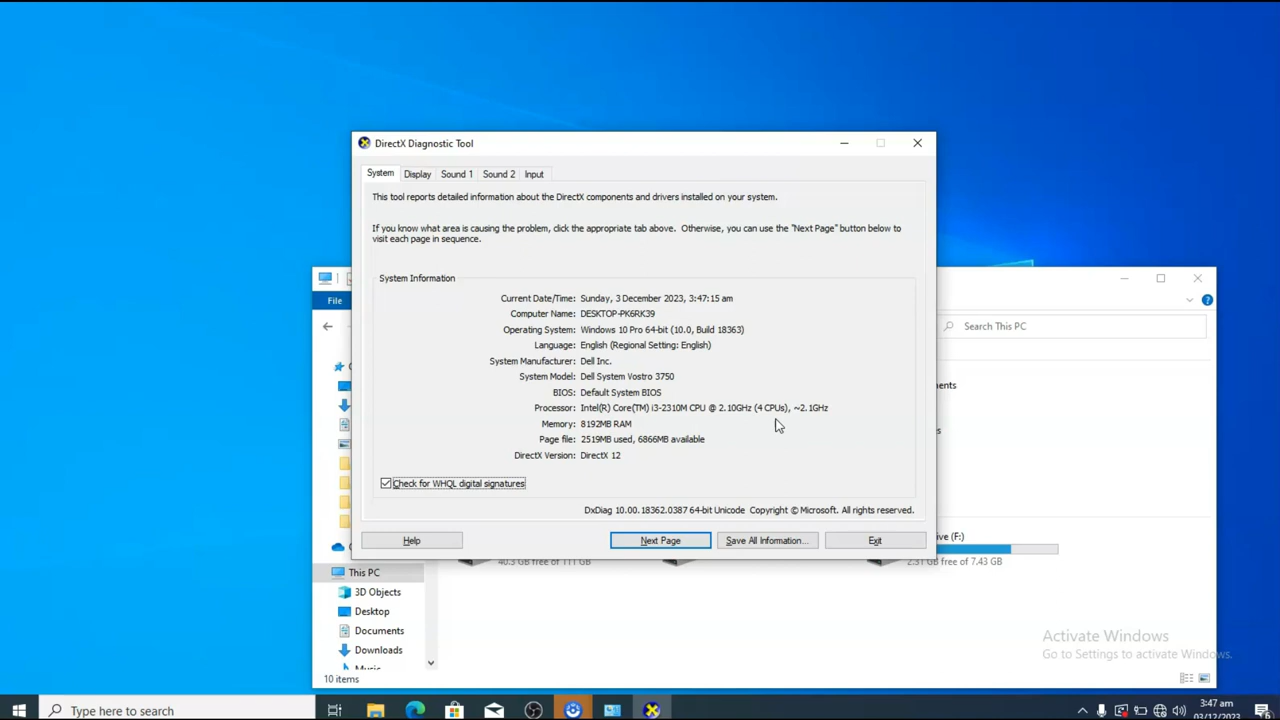 DirectX Diagnostic Tool
System Display Sound 1 Sound 2 Input
This tool reports detailed information about the DirectX components and drivers installed on your system.
If you know what area is causing the problem, click the appropriate tab above. Otherwise, you can use the "Next Page" button below to
visit each page in sequence.
System Information
Current Date/Time: Sunday, 3 December 2023, 3:47:15 am
Computer Name: DESKTOP-PK6RK39
Operating System: Windows 10 Pro 64-bit (10.0, Build 18363)
Language: English (Regional Setting: English)
System Manufacturer: Dell Inc.
System Model: Dell System Vostro 3750
BIOS: Default System BIOS
Processor: Intel(R) Core(TM) i3-2310M CPU @ 2.10GHz (4 CPUs), ~2.1GHz
Memory: 8192MB RAM
Page file: 2519MB used, 6866MB available
DirectX Version: DirectX 12
Check for WHQL digital signatures
DxDiag 10.00.18362.0387 64-bit Unicode Copyright © Microsoft. All rights reserved.
Help Next Page Save All Information... Exit
File
Search This PC
(F:)
40.3 GB free of 111 GB
2.31 GB free of 7.43 GB
This PC
3D Objects
Desktop
Documents
Downloads
Music
10 items
Activate Windows
Go to Settings to activate Windows.
Type here to search
3:47 am
03/12/2023